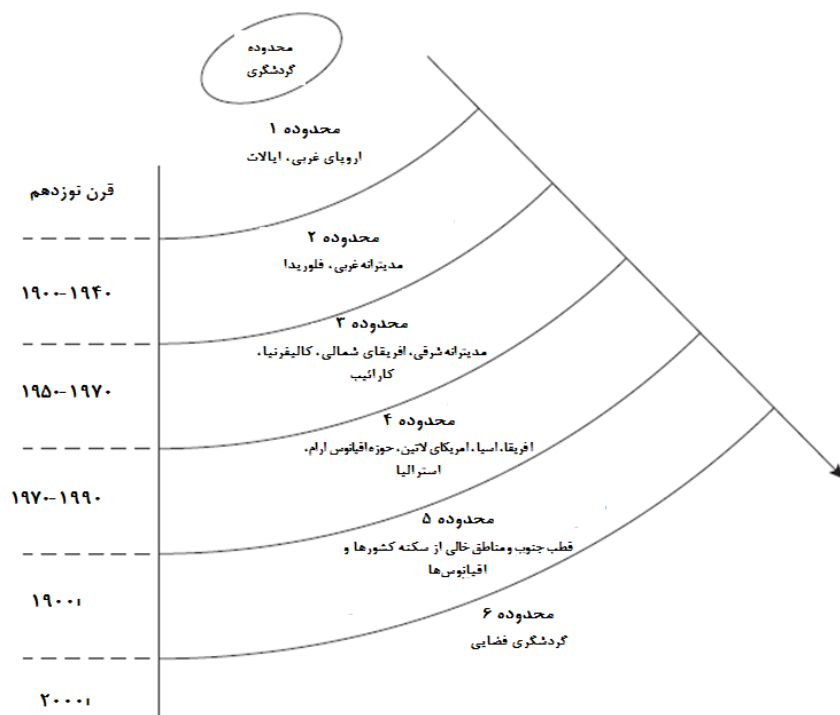 محدوده
گردشگری
محدوده ۱
اروپای غربی، ایالات
قرن نوزدهم
محدوده ۲
مدیترانه غربی، فلوریدا
۱۹۰۰-۱۹۴۰
محدوده ۳
مدیترانه شرقی، افریقای شمالی، کالیفرنیا،
کارائیب
۱۹۵۰-۱۹۷۰
محدوده ۴
افریقا، اسیا، امریکای لاتین، حوزه اقیانوس ارام،
استرالیا
۱۹۷۰-۱۹۹۰
محدوده ۵
قطب جنوب و مناطق خالی از سکنه کشورها و
اقیانوس‌ها
۱۹۰۰
محدوده ۶
گردشگری فضایی
۲۰۰۰